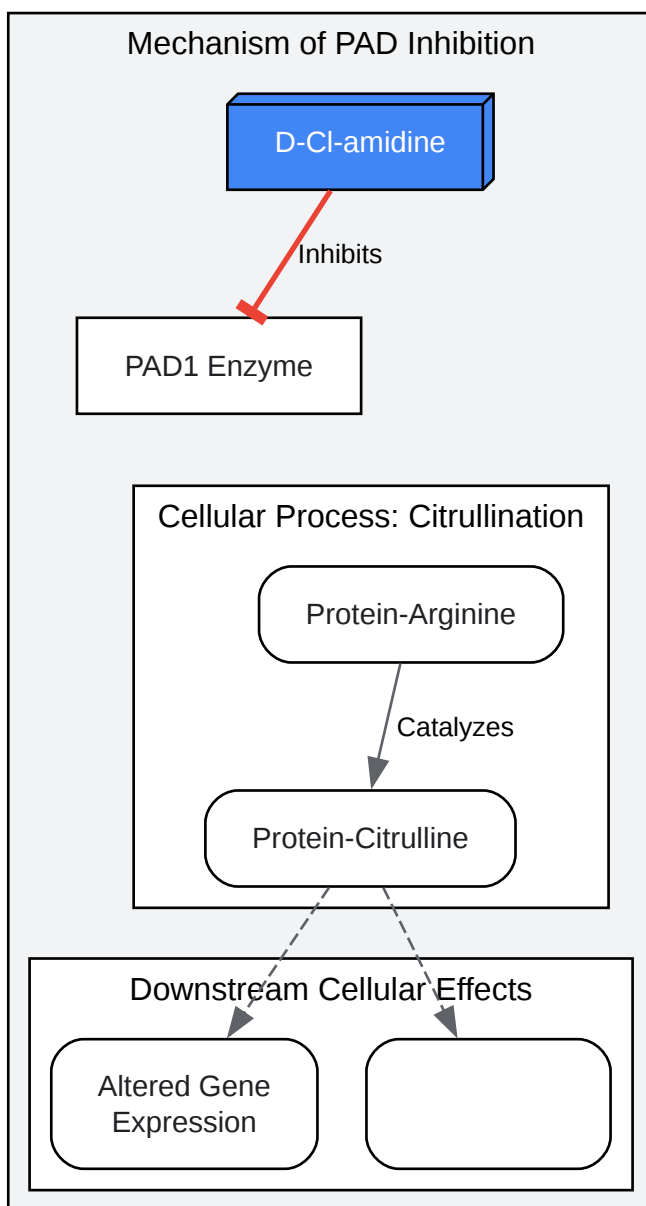 Mechanism of PAD Inhibition
D-Cl-amidine
Inhibits
PAD1 Enzyme
Cellular Process: Citrullination
Protein-Arginine
Catalyzes
Protein-Citrulline
Downstream Cellular Effects
Altered Gene
Expression